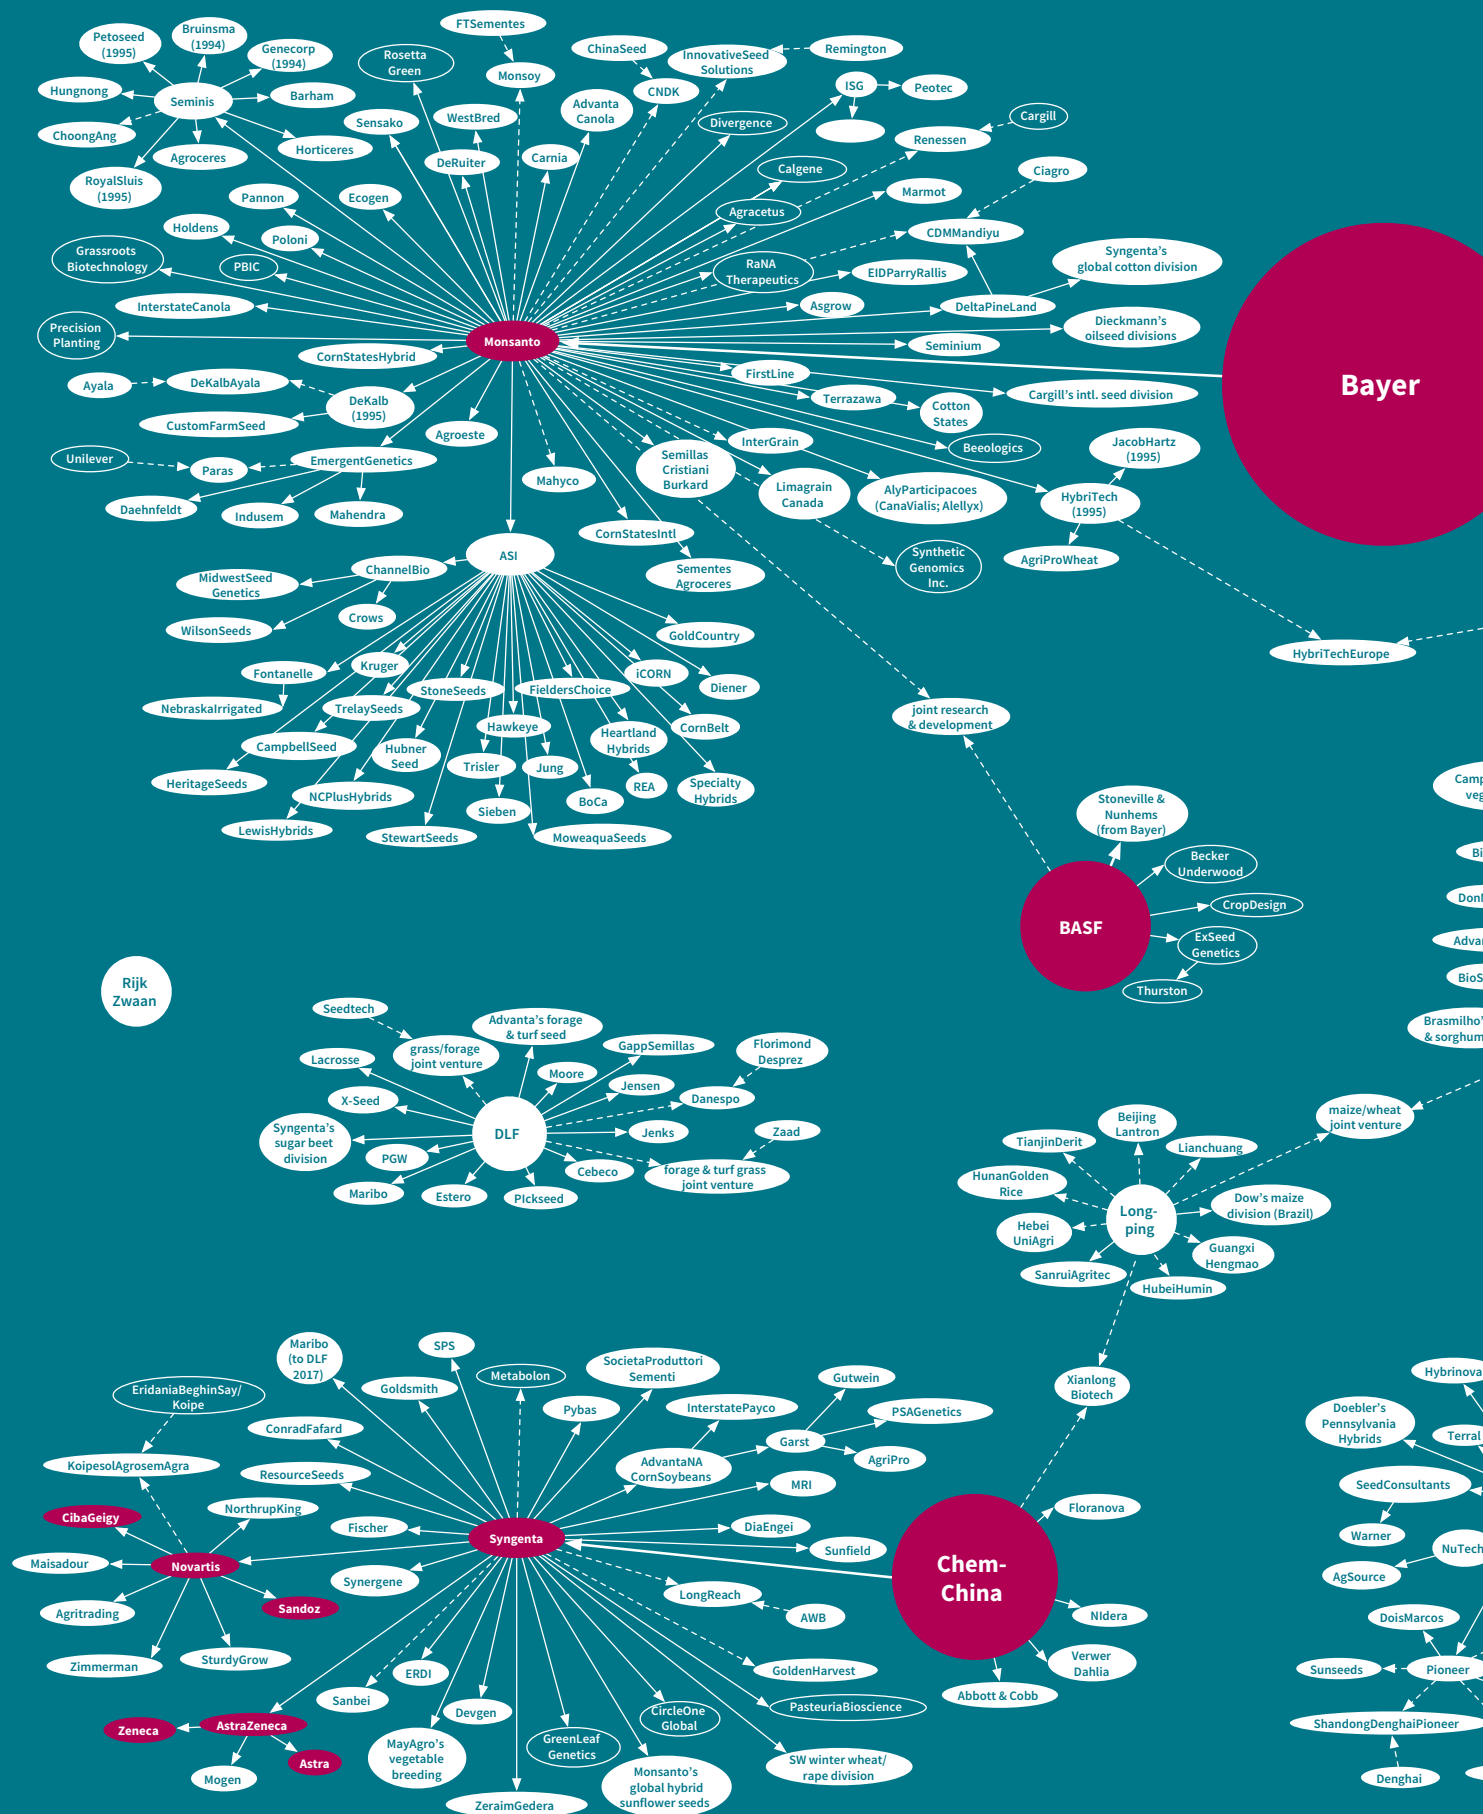 FTSementes
Petoseed
(1995)
Bruinsma
(1994)
Genecorp
(1994)
Rosetta
Green
Monsoy
ChinaSeed
InnovativeSeed
Solutions
Remington
Hungnong
Seminis
Barham
CNDK
ISG
Peotec
ChoongAng
Sensako
WestBred
Advanta
Canola
Divergence
Cargill
Renessen
Agroceres
Horticeres
DeRuiter
Carnia
Calgene
Ciagro
RoyalSluis
(1995)
Pannon
Ecogen
Marmot
Agracetus
Holdens
Poloni
CDMMandiyu
Grassroots
Biotechnology
PBIC
RaNA
Therapeutics
EIDParryRallis
Syngenta's
global cotton division
InterstateCanola
Asgrow
DeltaPineLand
Precision
Planting
Monsanto
Dieckmann's
oilseed divisions
CornStatesHybrid
Seminium
Bayer
Ayala
DeKalbAyala
FirstLine
DeKalb
(1995)
Terrazawa
Cotton
States
Cargill's intl. seed division
CustomFarmSeed
Agroeste
InterGrain
Beeologics
JacobHartz
(1995)
Unilever
Paras
EmergentGenetics
Semillas
Cristiani
Burkard
Mahyco
Limagrain
Canada
AlyParticipacoes
(CanaVialis; Alellyx)
HybriTech
(1995)
Daehnfeldt
Indusem
Mahendra
CornStatesIntl
AgriProWheat
ASI
ChannelBio
Sementes
Agroceres
Synthetic
Genomics
Inc.
MidwestSeed
Genetics
Crows
WilsonSeeds
GoldCountry
HybriTechEurope
Fontanelle
Kruger
iCORN
StoneSeeds
FieldersChoice
Diener
NebraskaIrrigated
TrelaySeeds
joint research
& development
Hawkeye
CornBelt
CampbellSeed
Hubner
Seed
Heartland
Hybrids
Trisler
Jung
HeritageSeeds
NCPlusHybrids
REA
Specialty
Hybrids
Camp
veg
BoCa
Sieben
Stoneville &
Nunhems
(from Bayer)
LewisHybrids
StewartSeeds
MoweaquaSeeds
Bi
Becker
Underwood
CropDesign
Don
BASF
ExSeed
Genetics
Adva
Thurston
BioS
Rijk
Zwaan
Seedtech
Advanta's forage
& turf seed
Brasmilho'
& sorghum
Lacrosse
grass/forage
joint venture
GappSemillas
Florimond
Desprez
Moore
Jensen
X-Seed
Danespo
maize/wheat
joint venture
DLF
Jenks
Zaad
Beijing
Lantron
Syngenta's
sugar beet
division
PGW
TianjinDerit
Lianchuang
Cebeco
forage & turf grass
joint venture
Maribo
Estero
PIckseed
HunanGolden
Rice
Dow's maize
division (Brazil)
Long-
ping
Hebei
UniAgri
Guangxi
Hengmao
SanruiAgritec
HubeiHumin
Maribo
(to DLF
2017)
SPS
Metabolon
SocietaProduttori
Sementi
Xianlong
Biotech
Hybrinova
EridaniaBeghinSay/
Koipe
Goldsmith
Gutwein
Pybas
InterstatePayco
PSAGenetics
Doebler's
Pennsylvania
Hybrids
ConradFafard
Garst
Terral
KoipesolAgrosemAgra
ResourceSeeds
AdvantaNA
CornSoybeans
AgriPro
MRI
SeedConsultants
NorthrupKing
CibaGeigy
Fischer
Syngenta
DiaEngei
Floranova
Warner
Maisadour
Novartis
Sunfield
NuTech
Synergene
Chem-
China
AgSource
Agritrading
Sandoz
LongReach
AWB
NIdera
DoisMarcos
Zimmerman
SturdyGrow
ERDI
GoldenHarvest
Verwer
Dahlia
Sunseeds
Pioneer
Sanbei
Devgen
CircleOne
Global
PasteuriaBioscience
Abbott & Cobb
Zeneca
AstraZeneca
ShandongDenghaiPioneer
Mogen
Astra
MayAgro's
vegetable
breeding
GreenLeaf
Genetics
Monsanto's
global hybrid
sunflower seeds
SW winter wheat/
rape division
Denghai
ZeraimGedera